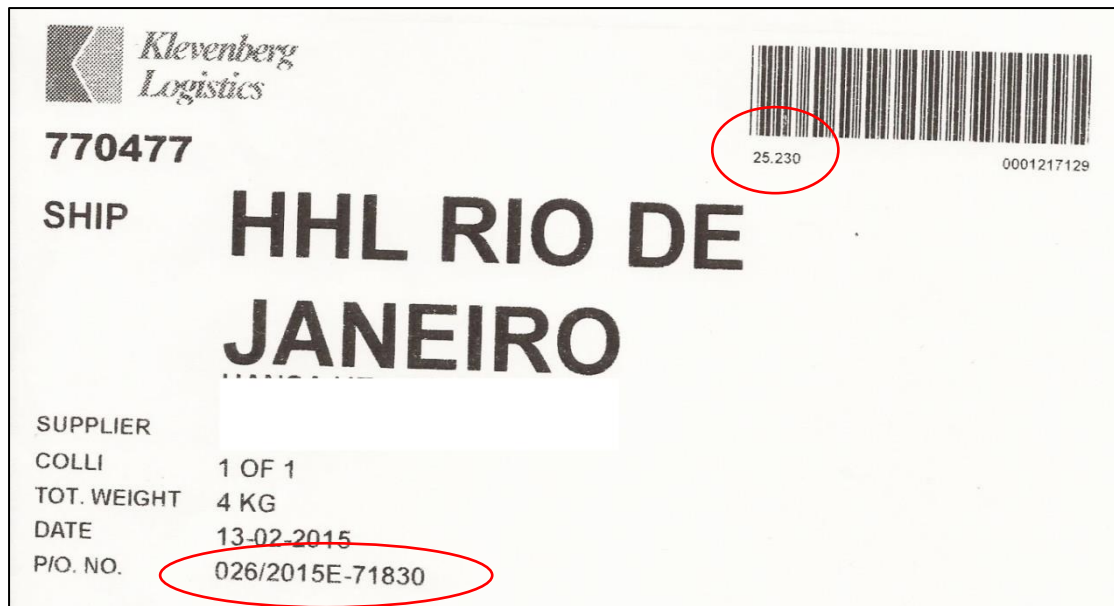 Klevenberg
Logistics
770477
25.230 0001217129
SHIP HHL RIO DE
JANEIRO
SUPPLIER
COLLI 1 OF 1
TOT. WEIGHT 4 KG
DATE 13-02-2015
P/O. NO. 026/2015E-71830